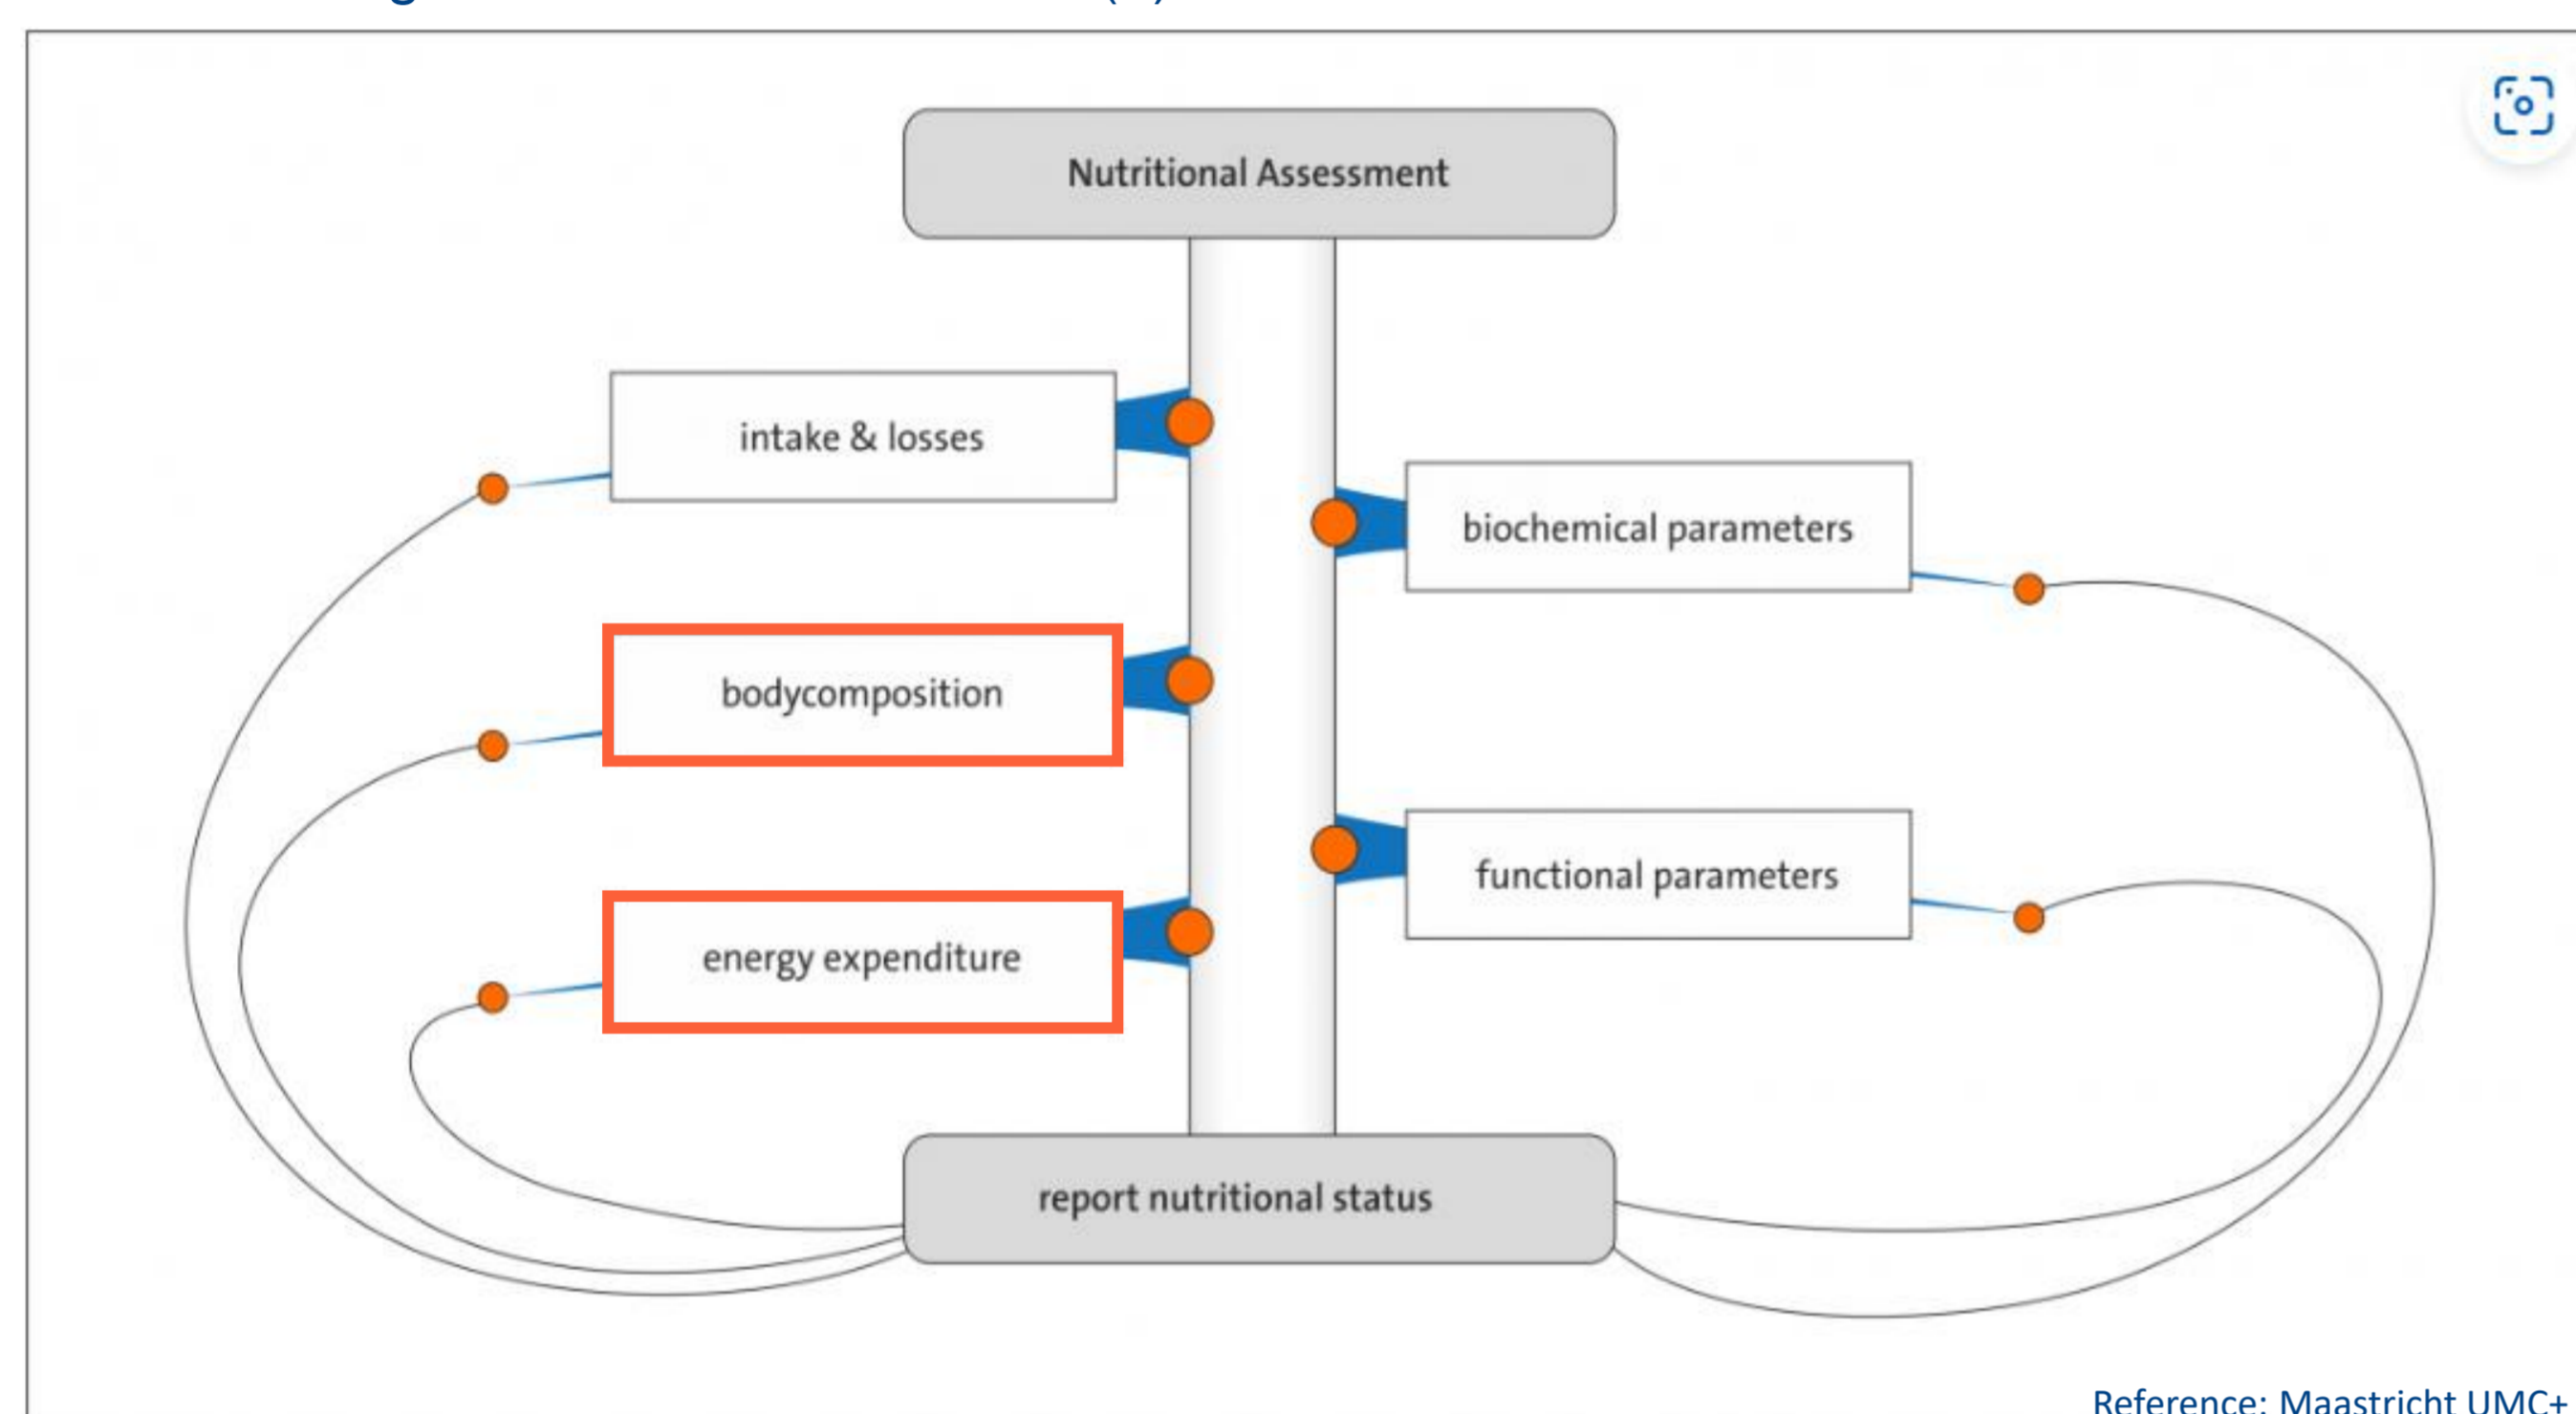 Nutritional Assessment
intake & losses
biochemical parameters
bodycomposition
functional parameters
energy expenditure
report nutritional status
Reference: Maastricht UMC+